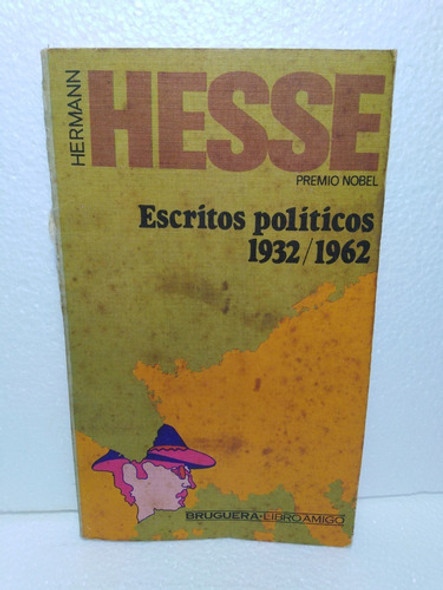 HERMANN
HESSE
PREMIO NOBEL
Escritos políticos
1932/1962
BRUGUERA-LIBRO AMIGO